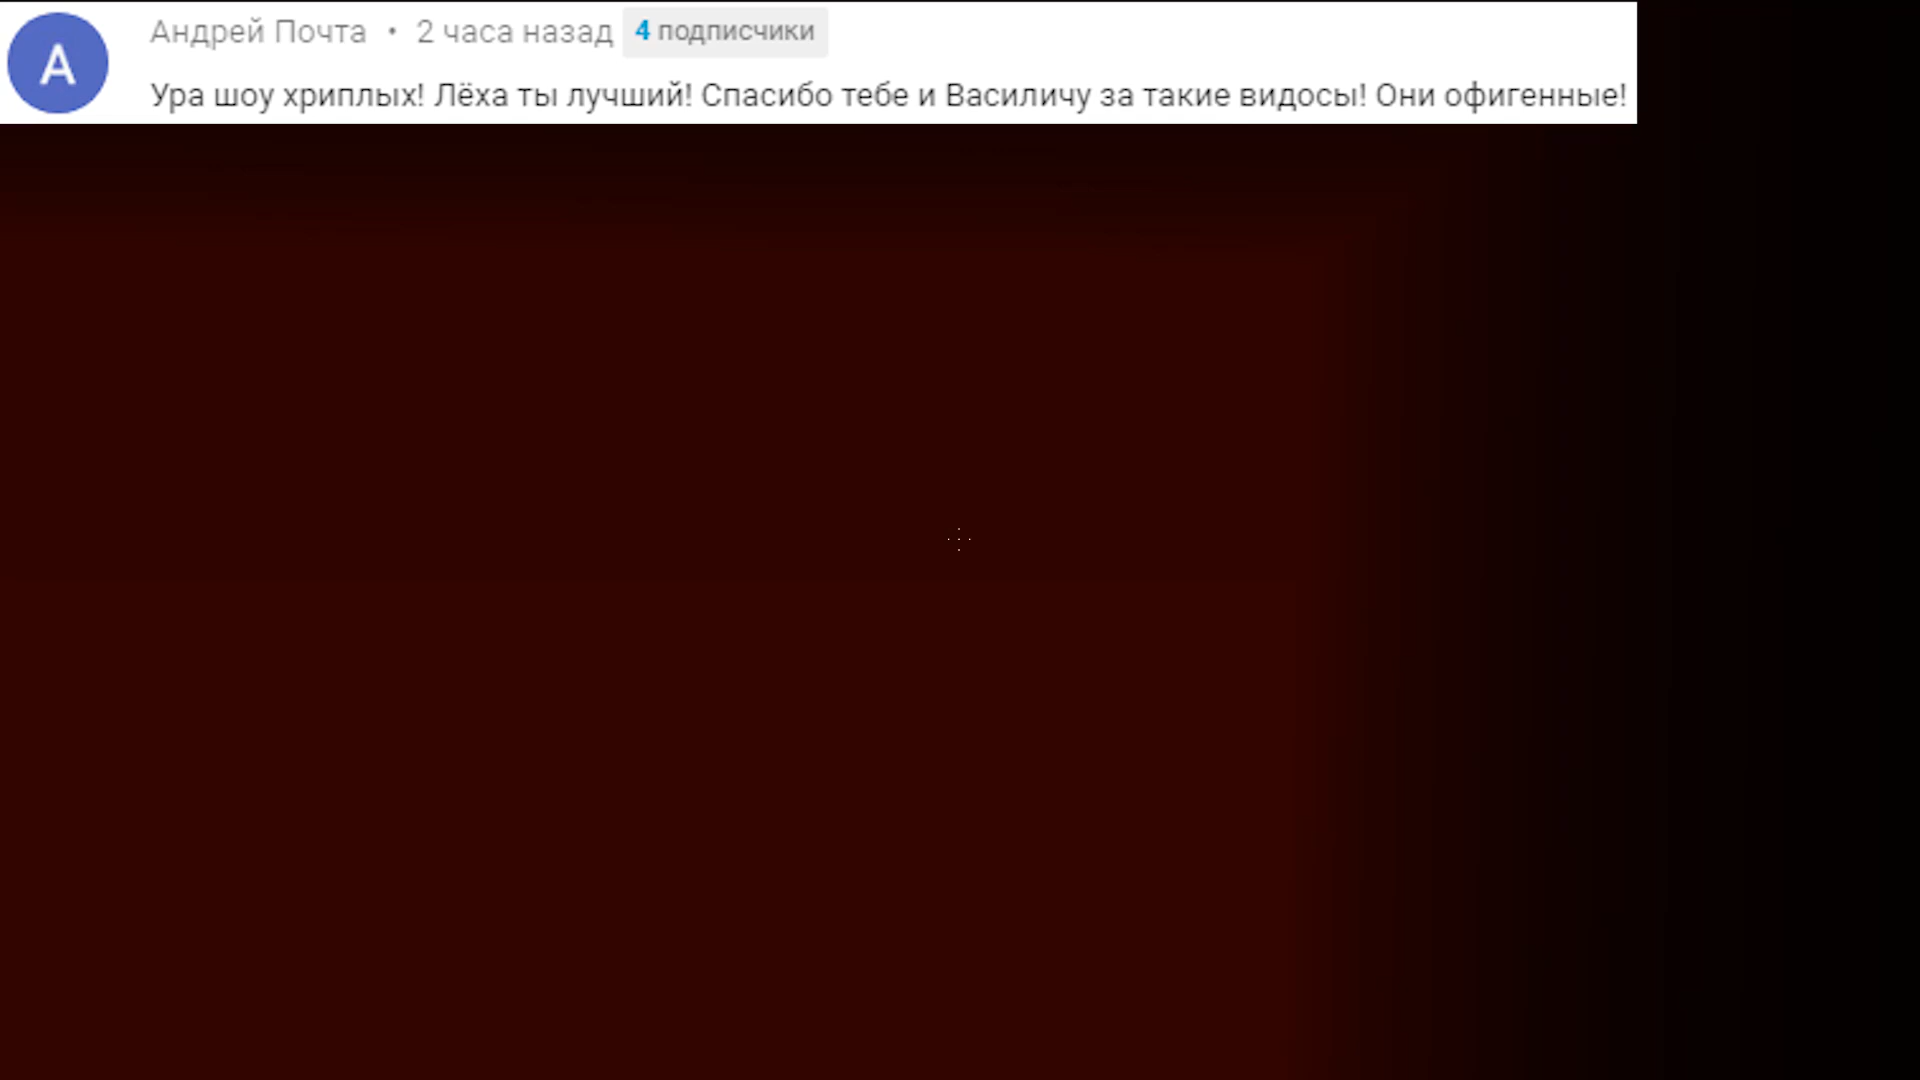 А
Андрей Почта • 2 часа назад 4 подписчики
Ура шоу хриплых! Лёха ты лучший! Спасибо тебе и Василичу за такие видосы! Они офигенные!